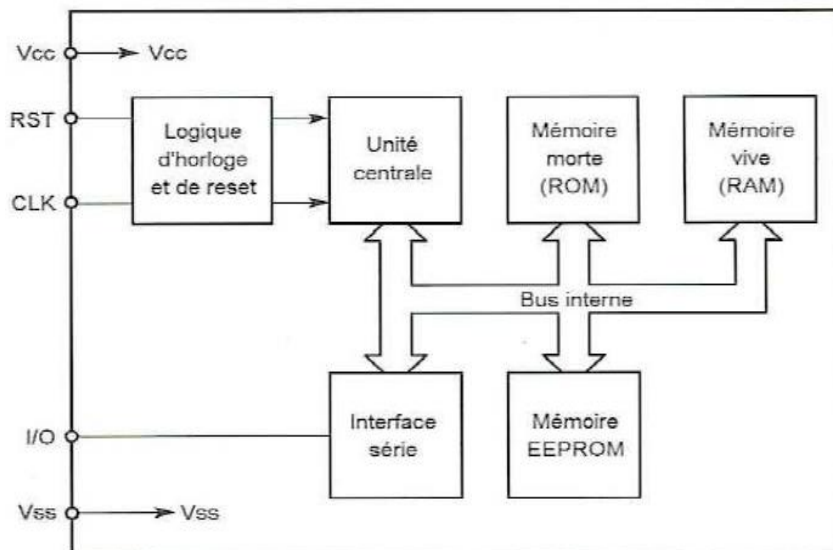 Vcc
Vcc
RST
CLK
Logique
d'horloge
et de reset
Unité
centrale
Mémoire
morte
(ROM)
Mémoire
vive
(RAM)
Bus interne
I/O
Interface
série
Mémoire
EEPROM
Vss
Vss